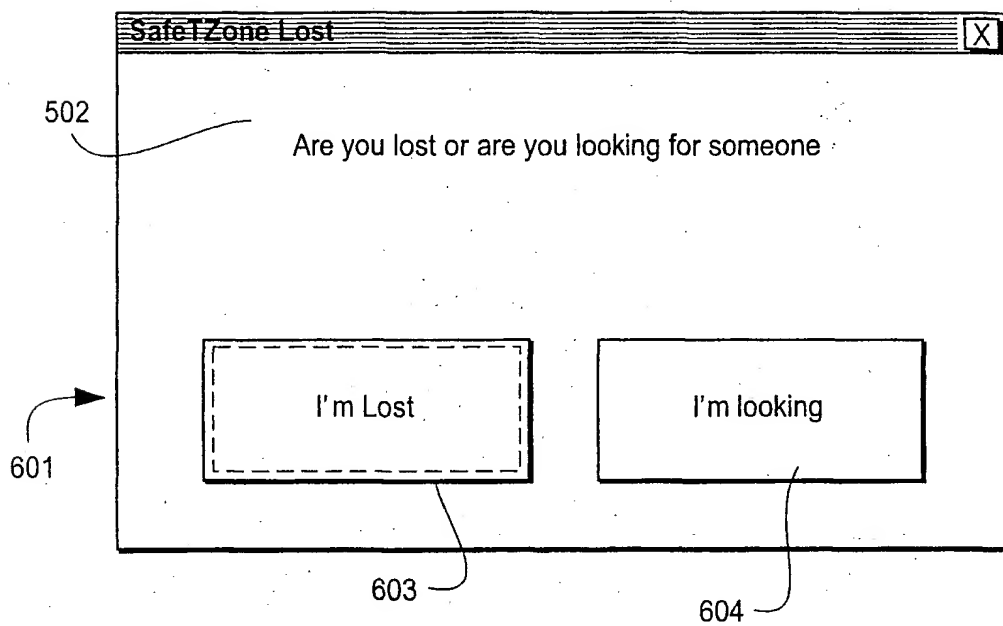 SafeTZone Lost X
502
Are you lost or are you looking for someone
I'm Lost I'm looking
601
603
604